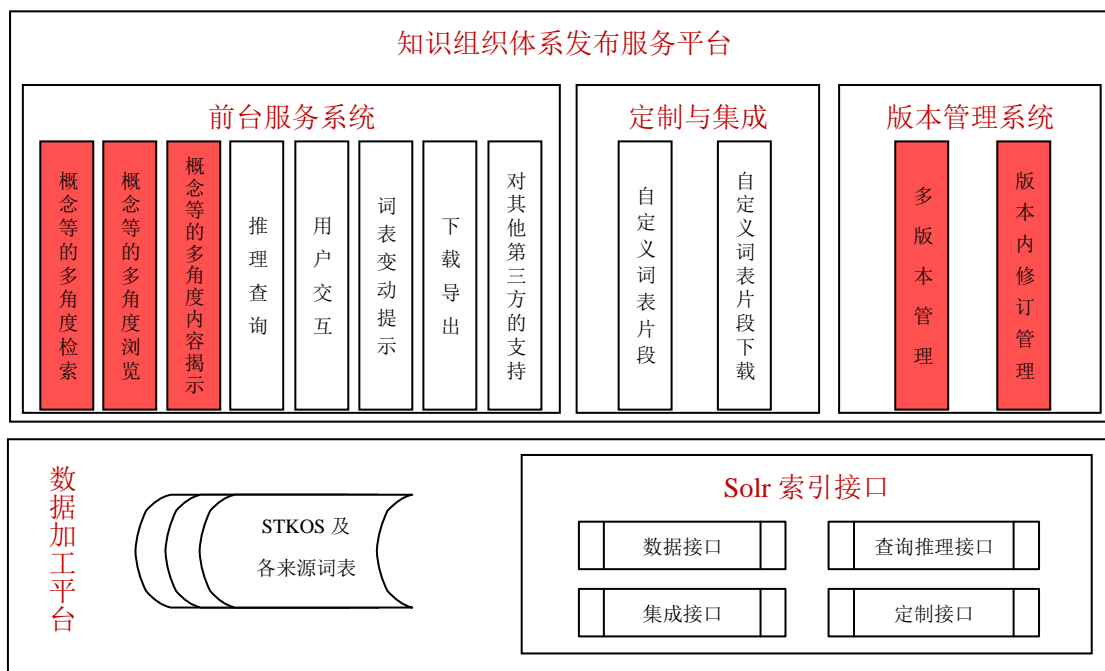 知识组织体系发布服务平台
前台服务系统
概念等的多角度检索
概念等的多角度浏览
概念等的多角度内容揭示
推理查询
用户交互
词表变动提示
下载导出
对其他第三方的支持
定制与集成
自定义词表片段
自定义词表片段下载
版本管理系统
多版本管理
版本内修订管理
数据加工平台
STKOS 及
各来源词表
Solr 索引接口
数据接口
查询推理接口
集成接口
定制接口